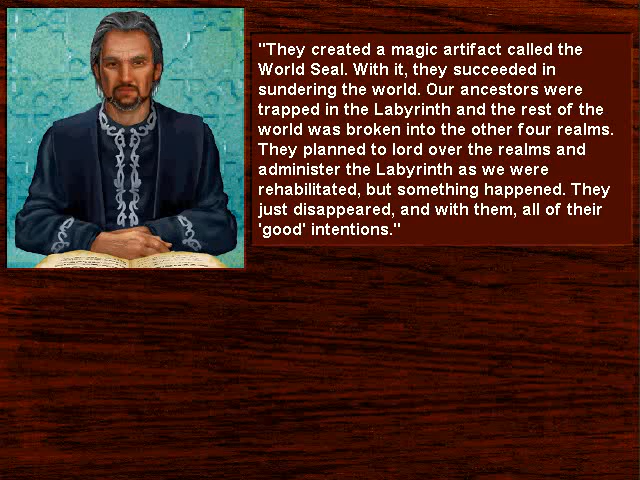 "They created a magic artifact called the
World Seal. With it, they succeeded in
sundering the world. Our ancestors were
trapped in the Labyrinth and the rest of the
world was broken into the other four realms.
They planned to lord over the realms and
administer the Labyrinth as we were
rehabilitated, but something happened. They
just disappeared, and with them, all of their
'good' intentions."